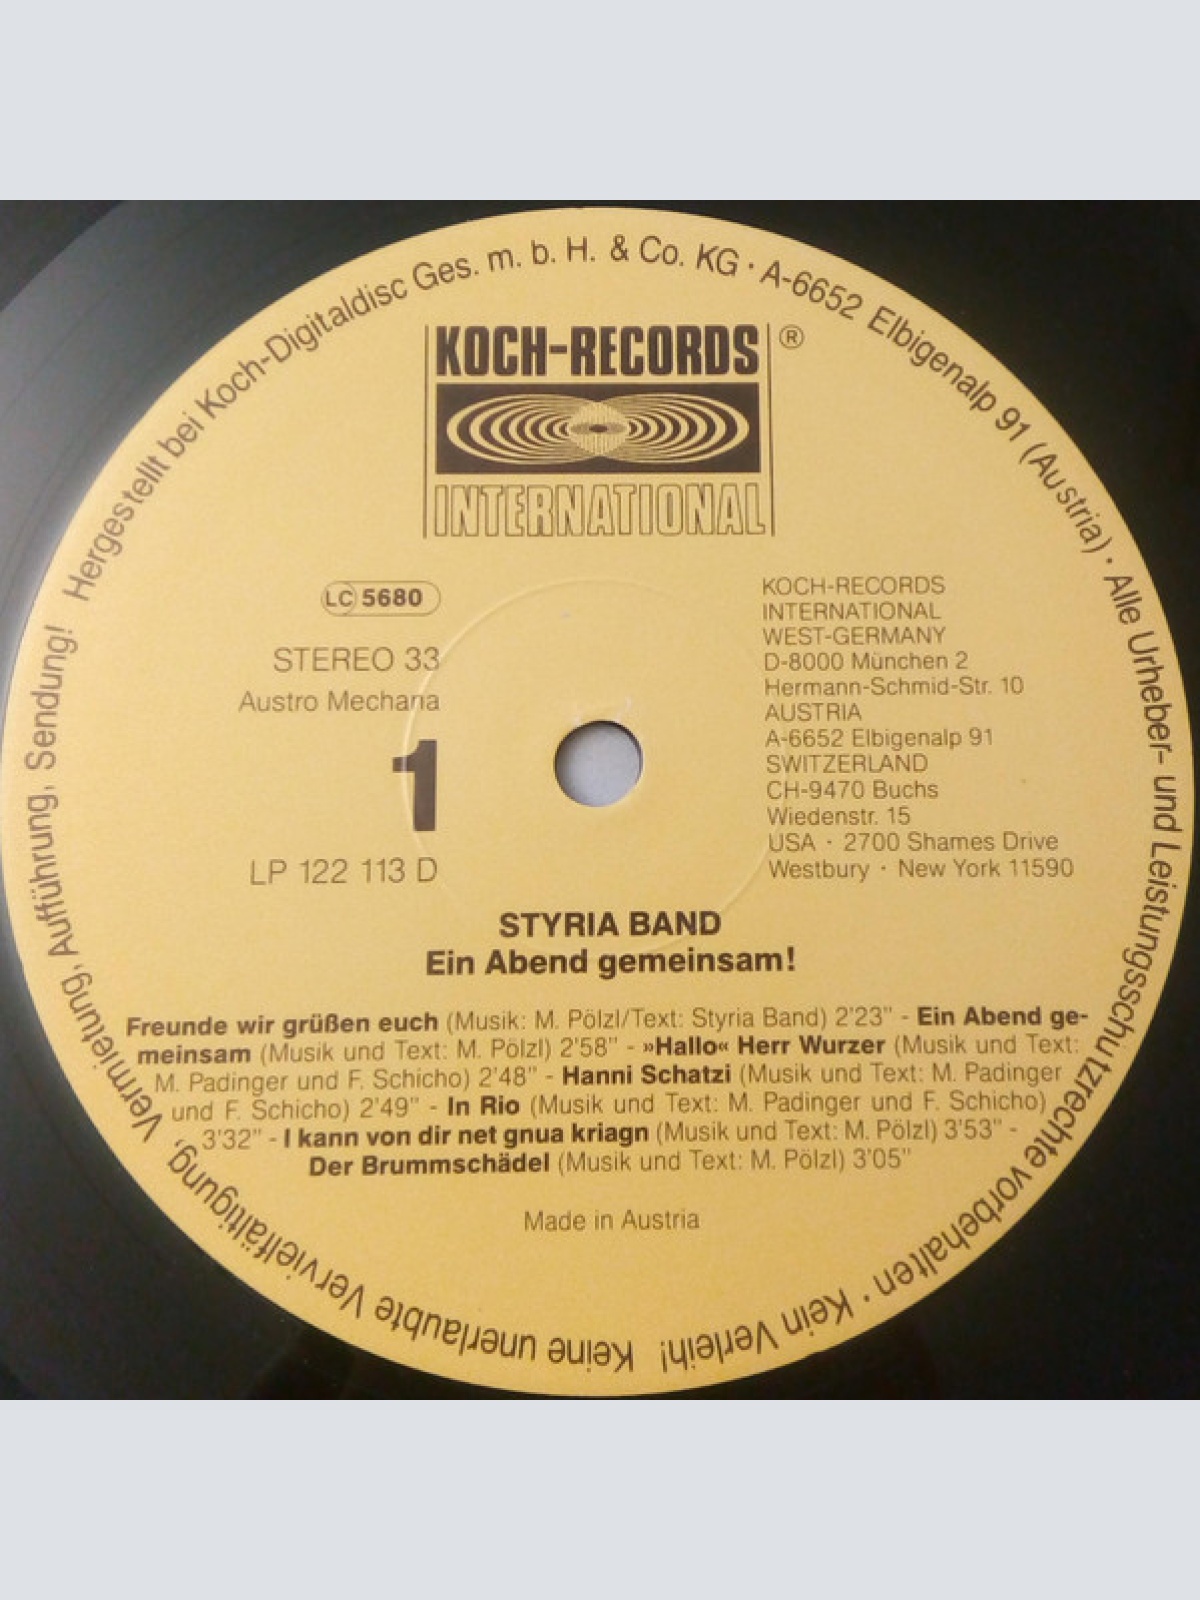 Hergestellt bei Koch-Digitaldisc Ges. m. b. H. & Co. KG · A-6652 Elbigenalp 91 (Austria) · Alle Urheber- und Leistungsschutzrechte vorbehalten · Kein Verleih! Keine unerlaubte Vervielfältigung, Vermietung, Aufführung, Sendung!
KOCH-RECORDS ®
INTERNATIONAL
LC 5680
STEREO 33
Austro Mechana
1
LP 122 113 D
KOCH-RECORDS
INTERNATIONAL
WEST-GERMANY
D-8000 München 2
Hermann-Schmid-Str. 10
AUSTRIA
A-6652 Elbigenalp 91
SWITZERLAND
CH-9470 Buchs
Wiedenstr. 15
USA · 2700 Shames Drive
Westbury · New York 11590
STYRIA BAND
Ein Abend gemeinsam!
Freunde wir grüßen euch (Musik: M. Pölzl/Text: Styria Band) 2'23" - Ein Abend ge-
meinsam (Musik und Text: M. Pölzl) 2'58" - »Hallo« Herr Wurzer (Musik und Text:
M. Padinger und F. Schicho) 2'48" - Hanni Schatzi (Musik und Text: M. Padinger
und F. Schicho) 2'49" - In Rio (Musik und Text: M. Padinger und F. Schicho)
3'32" - I kann von dir net gnua kriagn (Musik und Text: M. Pölzl) 3'53" -
Der Brummschädel (Musik und Text: M. Pölzl) 3'05"
Made in Austria